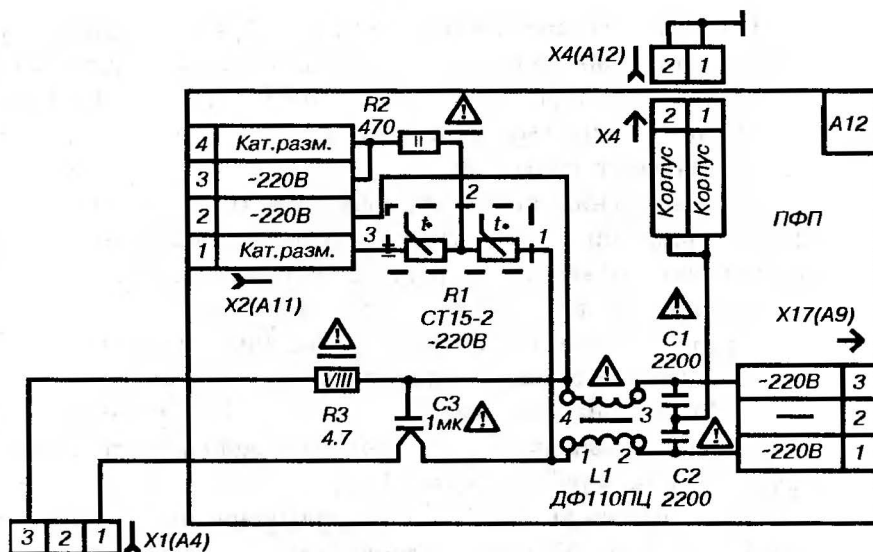 X4(A12)
2 1
R2
470
4 Кат.разм.
3 ~220В
2 ~220В
1 Кат.разм.
X2(A11)
II
2
3
t°
t°
1
R1
СТ15-2
~220В
X4
2 1
Корпус
Корпус
A12
ПФП
X17(A9)
~220В 3
— 2
~220В 1
C1
2200
C2
2200
VIII
R3
4.7
C3
1мк
4
3
1
2
L1
ДФ110ПЦ
3 2 1
X1(A4)